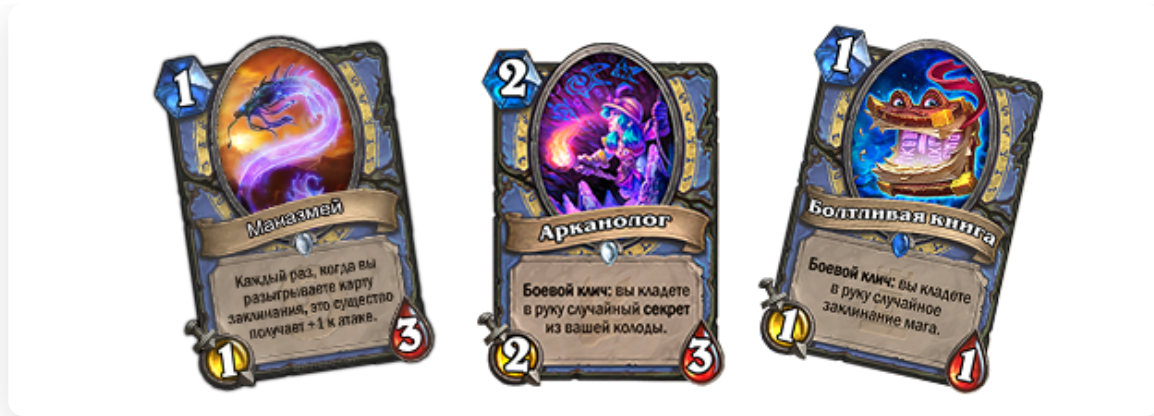 1
Маназмей
Каждый раз, когда вы
разыгрываете карту
заклинания, это существо
получает +1 к атаке.
1
3
2
Арканолог
Боевой клич: вы кладете
в руку случайный секрет
из вашей колоды.
2
3
1
Болтливая книга
Боевой клич: вы кладете
в руку случайное
заклинание мага.
1
1